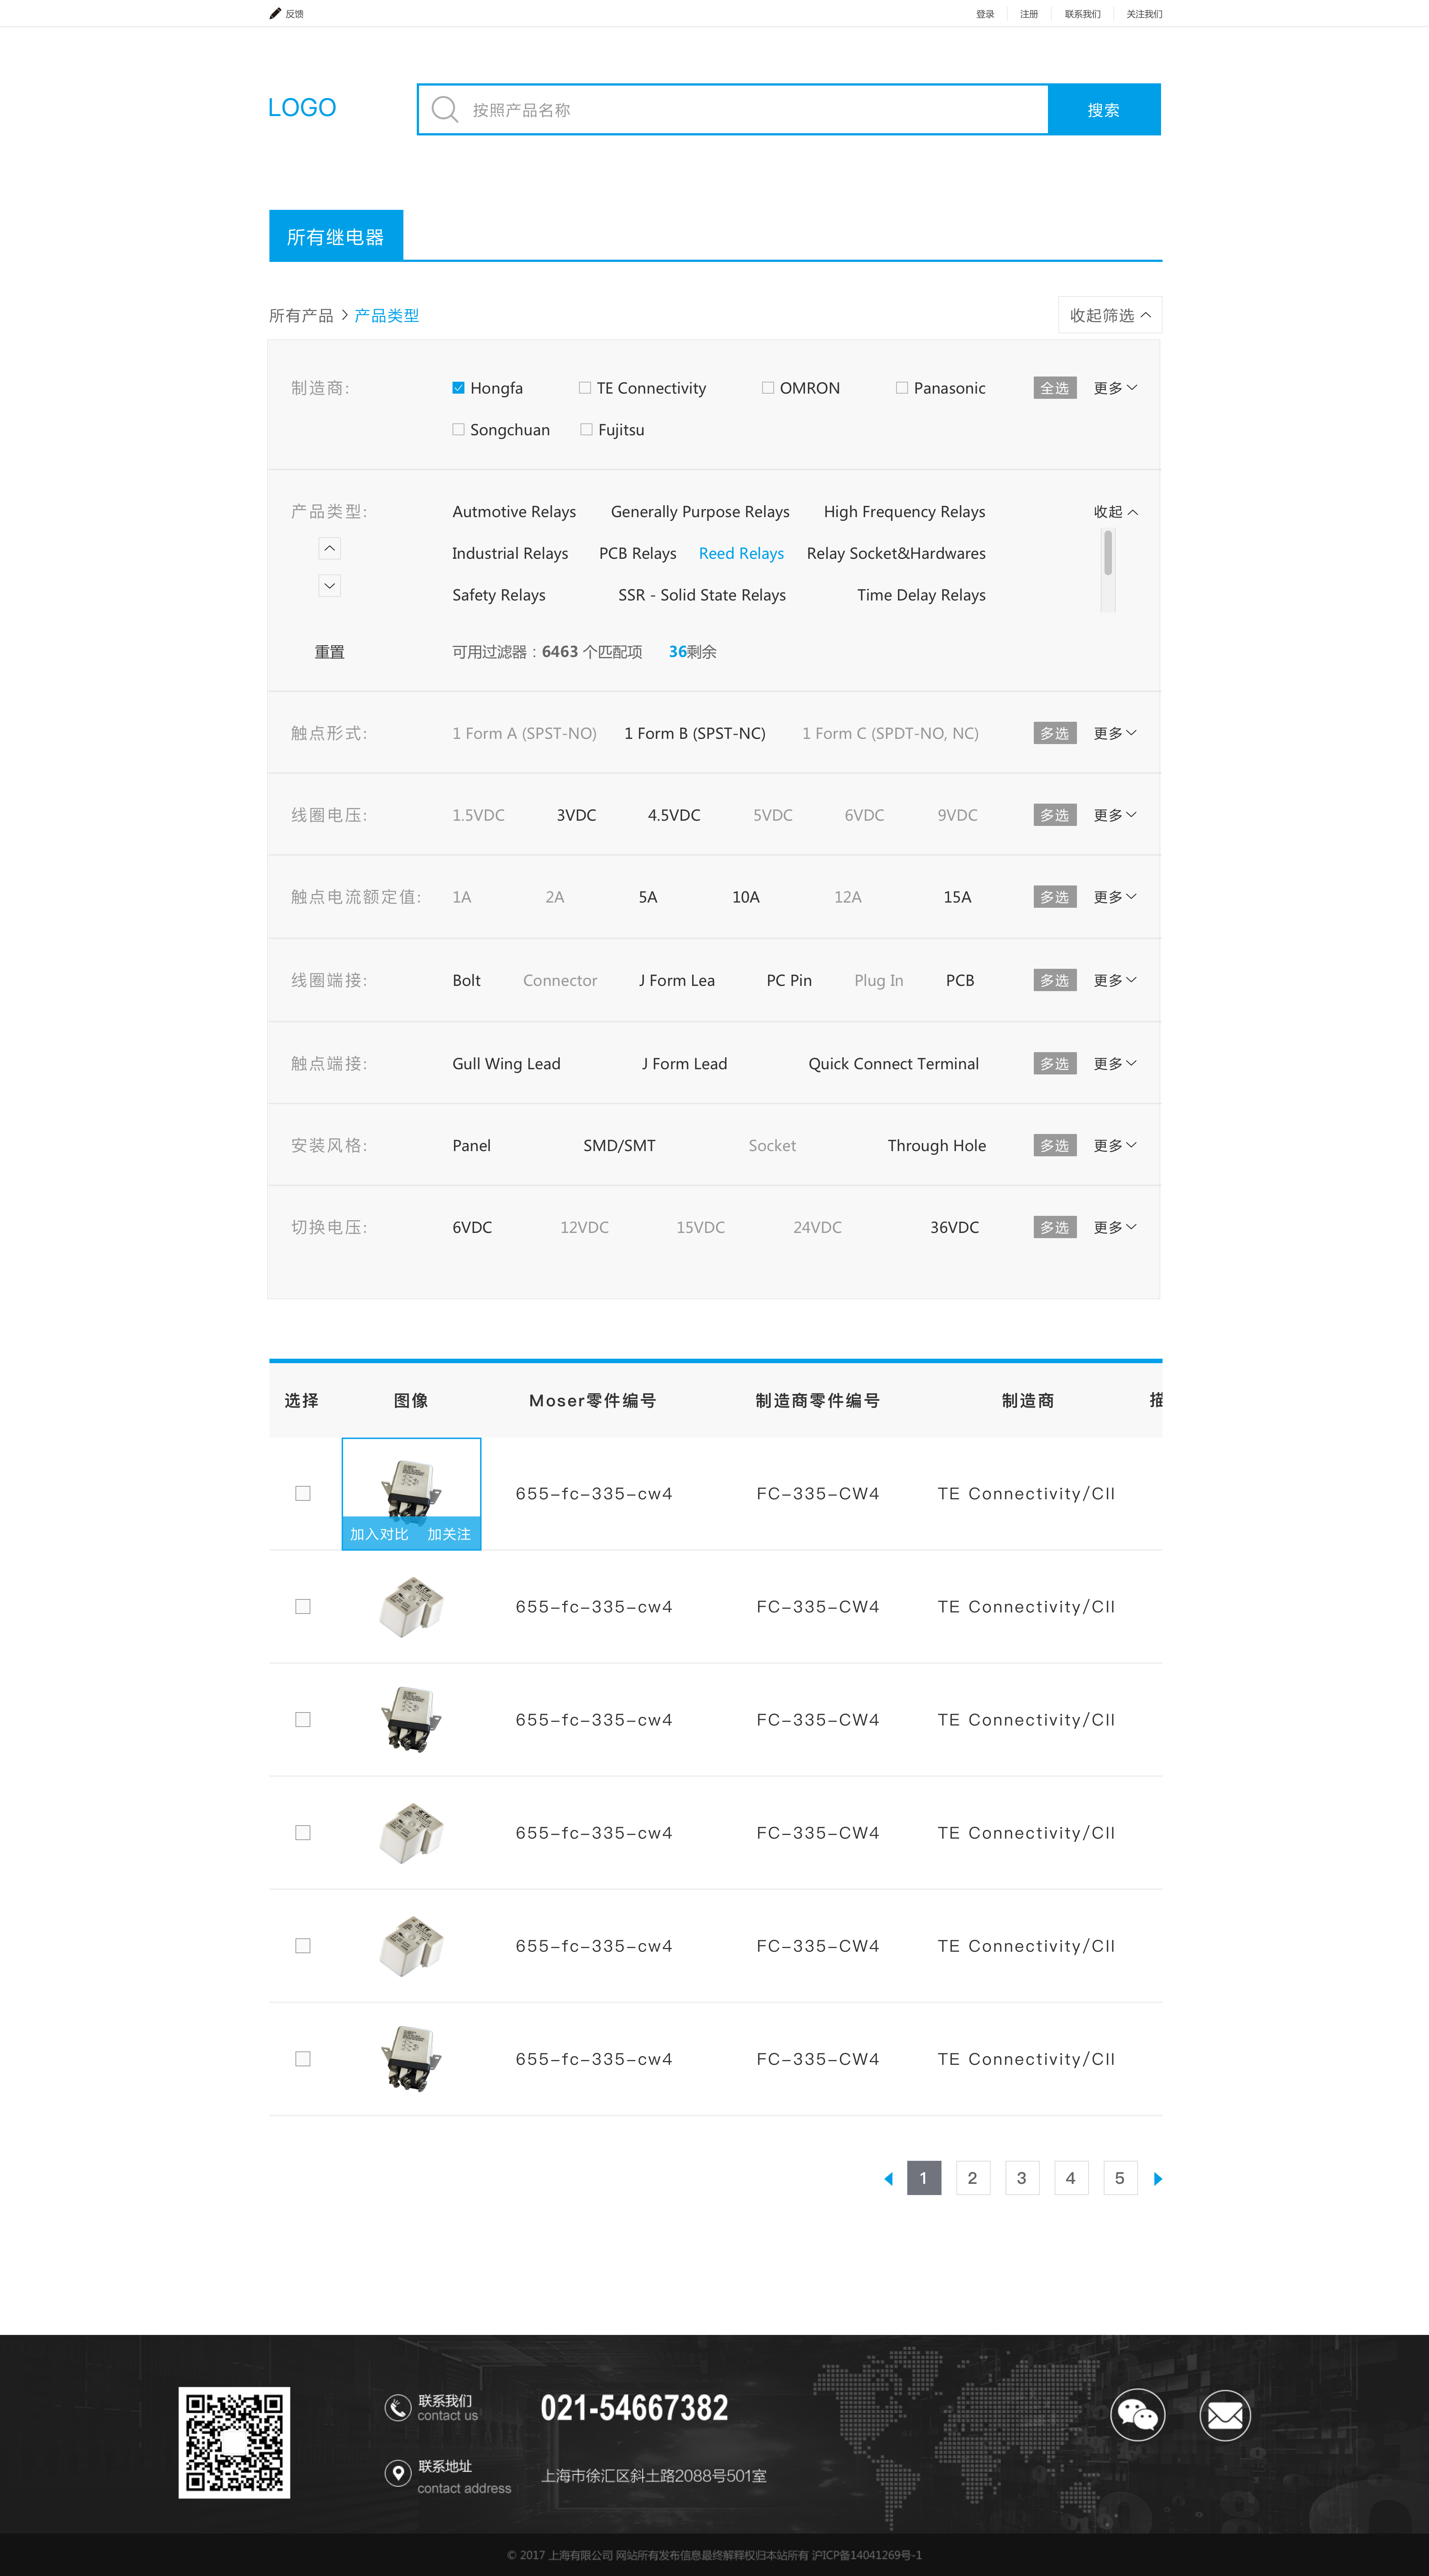 反馈 登录 注册 联系我们 关注我们
LOGO 按照产品名称 搜索
所有继电器
所有产品 > 产品类型 收起筛选
制造商: Hongfa TE Connectivity OMRON Panasonic 全选 更多
Songchuan Fujitsu
产品类型: Autmotive Relays Generally Purpose Relays High Frequency Relays 收起
Industrial Relays PCB Relays Reed Relays Relay Socket&Hardwares
Safety Relays SSR - Solid State Relays Time Delay Relays
重置 可用过滤器：6463 个匹配项 36剩余
触点形式: 1 Form A (SPST-NO) 1 Form B (SPST-NC) 1 Form C (SPDT-NO, NC) 多选 更多
线圈电压: 1.5VDC 3VDC 4.5VDC 5VDC 6VDC 9VDC 多选 更多
触点电流额定值: 1A 2A 5A 10A 12A 15A 多选 更多
线圈端接: Bolt Connector J Form Lea PC Pin Plug In PCB 多选 更多
触点端接: Gull Wing Lead J Form Lead Quick Connect Terminal 多选 更多
安装风格: Panel SMD/SMT Socket Through Hole 多选 更多
切换电压: 6VDC 12VDC 15VDC 24VDC 36VDC 多选 更多
选择 图像 Moser零件编号 制造商零件编号 制造商 描
655-fc-335-cw4 FC-335-CW4 TE Connectivity/CII
加入对比 加关注
655-fc-335-cw4 FC-335-CW4 TE Connectivity/CII
655-fc-335-cw4 FC-335-CW4 TE Connectivity/CII
655-fc-335-cw4 FC-335-CW4 TE Connectivity/CII
655-fc-335-cw4 FC-335-CW4 TE Connectivity/CII
655-fc-335-cw4 FC-335-CW4 TE Connectivity/CII
1 2 3 4 5
联系我们
contact us
021-54667382
联系地址
contact address
上海市徐汇区斜土路2088号501室
© 2017 上海有限公司 网站所有发布信息最终解释权归本站所有 沪ICP备14041269号-1